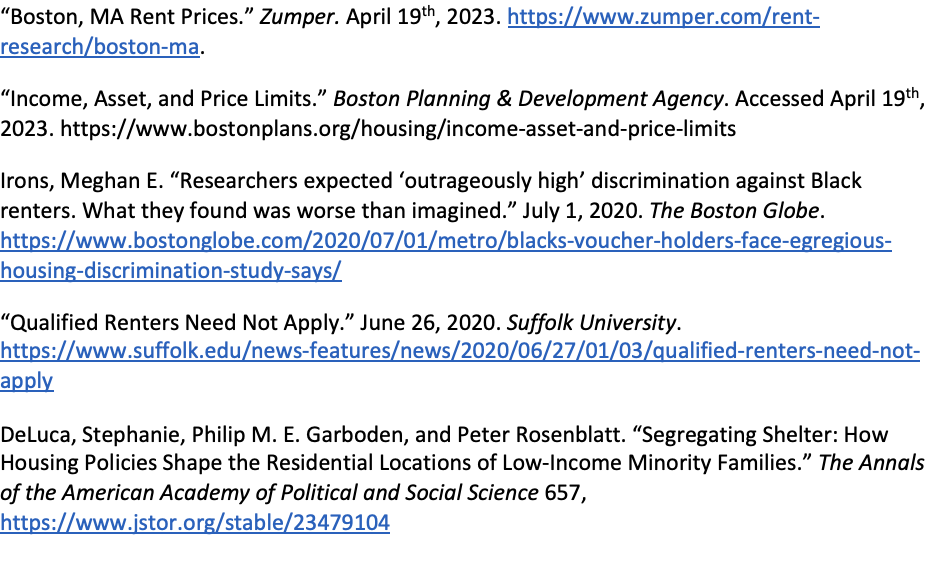 “Boston, MA Rent Prices.” Zumper. April 19th, 2023. https://www.zumper.com/rent-
research/boston-ma.
“Income, Asset, and Price Limits.” Boston Planning & Development Agency. Accessed April 19th,
2023. https://www.bostonplans.org/housing/income-asset-and-price-limits
Irons, Meghan E. “Researchers expected ‘outrageously high’ discrimination against Black
renters. What they found was worse than imagined.” July 1, 2020. The Boston Globe.
https://www.bostonglobe.com/2020/07/01/metro/blacks-voucher-holders-face-egregious-
housing-discrimination-study-says/
“Qualified Renters Need Not Apply.” June 26, 2020. Suffolk University.
https://www.suffolk.edu/news-features/news/2020/06/27/01/03/qualified-renters-need-not-
apply
DeLuca, Stephanie, Philip M. E. Garboden, and Peter Rosenblatt. “Segregating Shelter: How
Housing Policies Shape the Residential Locations of Low-Income Minority Families.” The Annals
of the American Academy of Political and Social Science 657,
https://www.jstor.org/stable/23479104